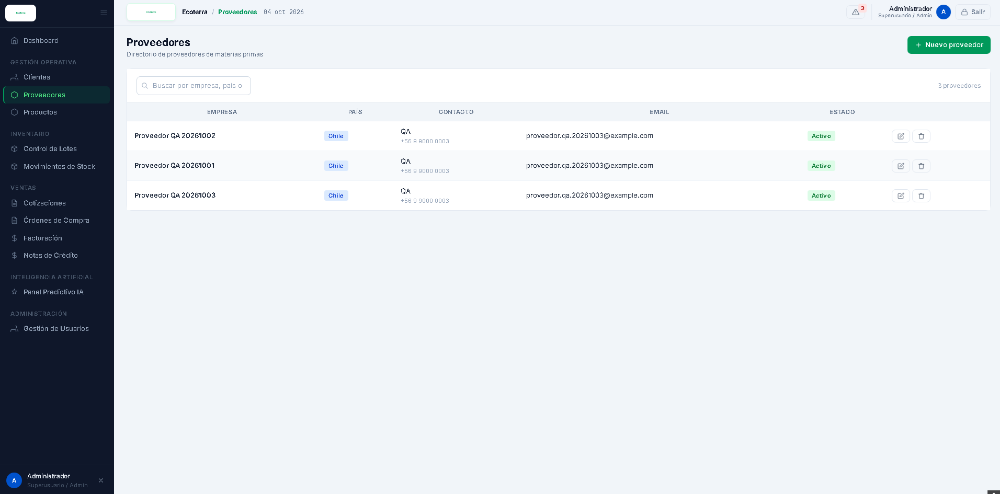 Ecoterra
Dashboard
GESTIÓN OPERATIVA
Clientes
Proveedores
Productos
INVENTARIO
Control de Lotes
Movimientos de Stock
VENTAS
Cotizaciones
Órdenes de Compra
Facturación
Notas de Crédito
INTELIGENCIA ARTIFICIAL
Panel Predictivo IA
ADMINISTRACIÓN
Gestión de Usuarios
A
Administrador
Superusuario / Admin
Ecoterra
Ecoterra / Proveedores 04 oct 2026
3
Administrador
Superusuario / Admin
A
Salir
Proveedores
Directorio de proveedores de materias primas
+ Nuevo proveedor
Buscar por empresa, país o
3 proveedores
EMPRESA PAÍS CONTACTO EMAIL ESTADO
Proveedor QA 20261002 Chile QA proveedor.qa.20261003@example.com Activo
+56 9 9000 0003
Proveedor QA 20261001 Chile QA proveedor.qa.20261003@example.com Activo
+56 9 9000 0003
Proveedor QA 20261003 Chile QA proveedor.qa.20261003@example.com Activo
+56 9 9000 0003